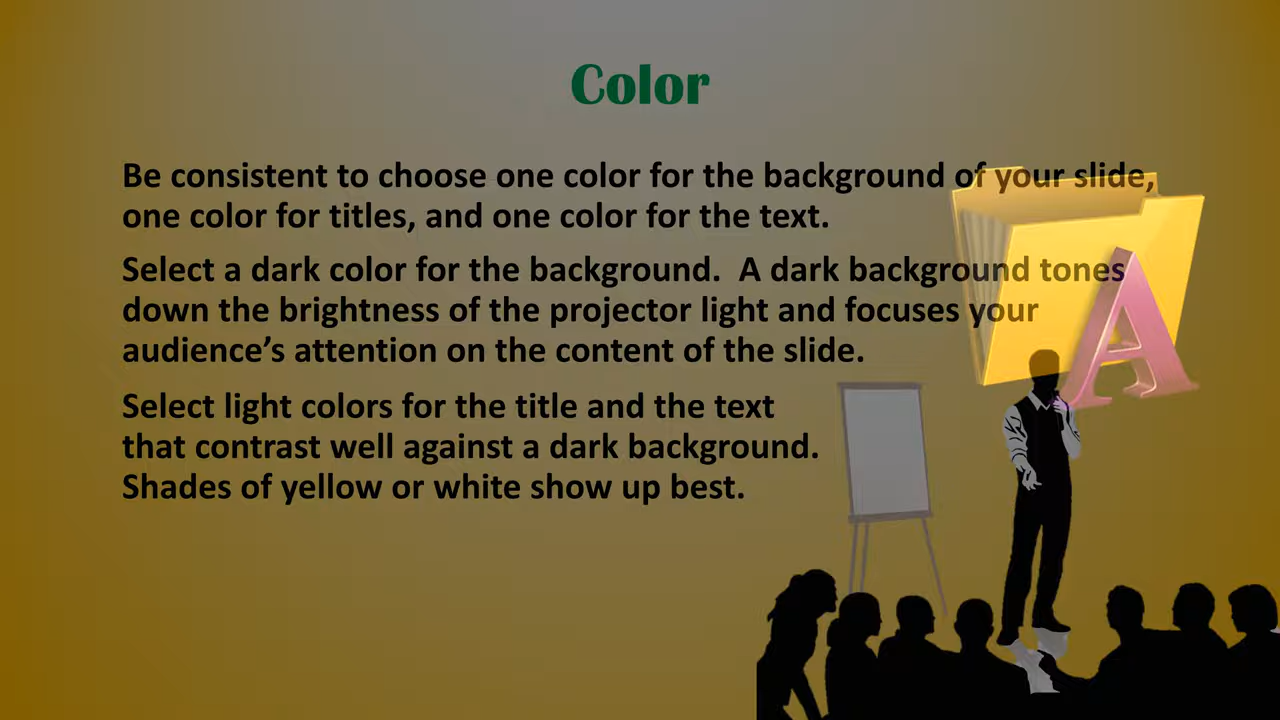 Color
Be consistent to choose one color for the background of your slide,
one color for titles, and one color for the text.
Select a dark color for the background.  A dark background tones
down the brightness of the projector light and focuses your
audience’s attention on the content of the slide.
Select light colors for the title and the text
that contrast well against a dark background.
Shades of yellow or white show up best.
A